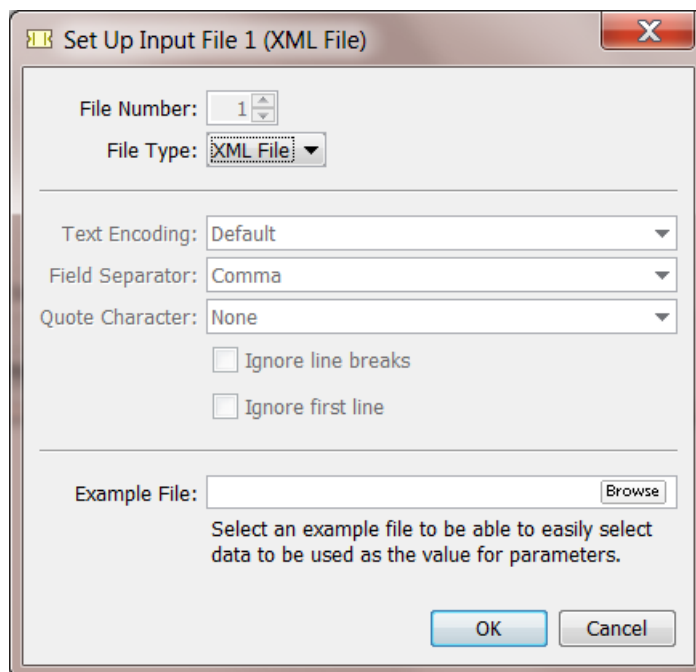 Set Up Input File 1 (XML File)
File Number: 1
File Type: XML File
Text Encoding: Default
Field Separator: Comma
Quote Character: None
Ignore line breaks
Ignore first line
Example File: Browse
Select an example file to be able to easily select
data to be used as the value for parameters.
OK Cancel